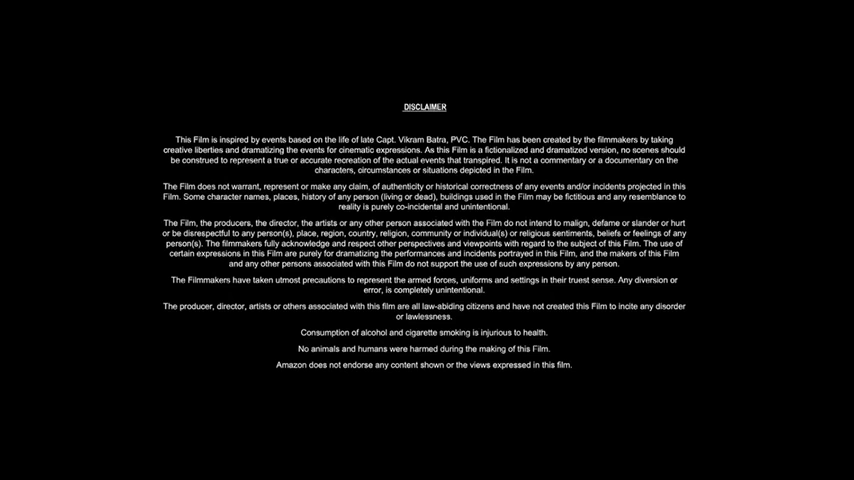 DISCLAIMER
This Film is inspired by events based on the life of late Capt. Vikram Batra, PVC. The Film has been created by the filmmakers by taking
creative liberties and dramatizing the events for cinematic expressions. As this Film is a fictionalized and dramatized version, no scenes should
be construed to represent a true or accurate recreation of the actual events that transpired. It is not a commentary or a documentary on the
characters, circumstances or situations depicted in the Film.
The Film does not warrant, represent or make any claim, of authenticity or historical correctness of any events and/or incidents projected in this
Film. Some character names, places, history of any person (living or dead), buildings used in the Film may be fictitious and any resemblance to
reality is purely co-incidental and unintentional.
The Film, the producers, the director, the artists or any other person associated with the Film do not intend to malign, defame or slander or hurt
or be disrespectful to any person(s), place, region, country, religion, community or individual(s) or religious sentiments, beliefs or feelings of any
person(s). The filmmakers fully acknowledge and respect other perspectives and viewpoints with regard to the subject of this Film. The use of
certain expressions in this Film are purely for dramatizing the performances and incidents portrayed in this Film, and the makers of this Film
and any other persons associated with this Film do not support the use of such expressions by any person.
The Filmmakers have taken utmost precautions to represent the armed forces, uniforms and settings in their truest sense. Any diversion or
error, is completely unintentional.
The producer, director, artists or others associated with this film are all law-abiding citizens and have not created this Film to incite any disorder
or lawlessness.
Consumption of alcohol and cigarette smoking is injurious to health.
No animals and humans were harmed during the making of this Film.
Amazon does not endorse any content shown or the views expressed in this film.